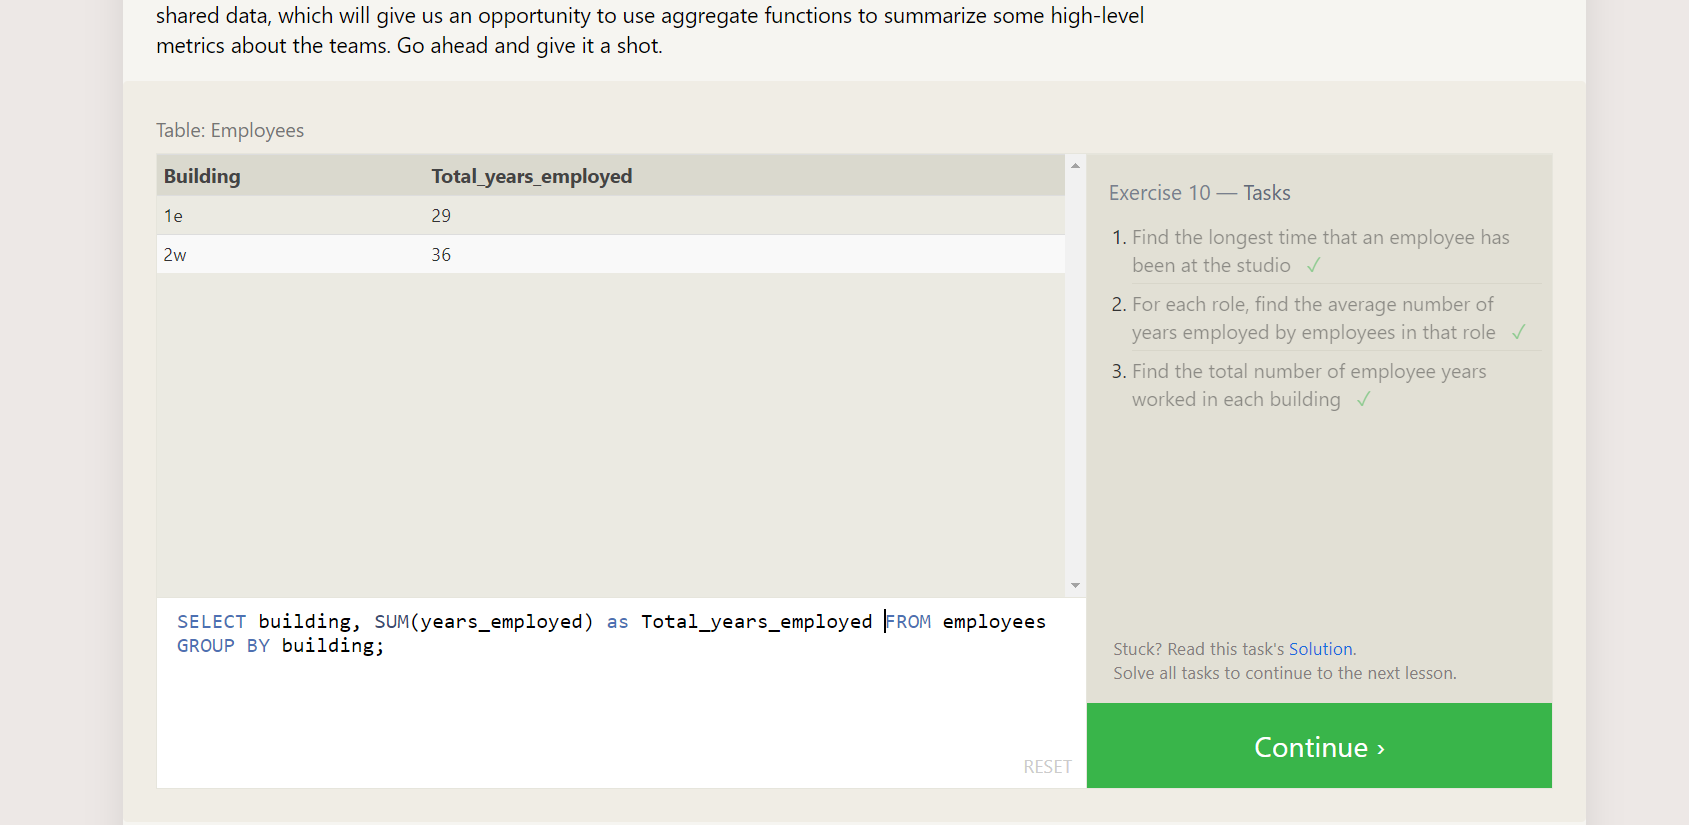 shared data, which will give us an opportunity to use aggregate functions to summarize some high-level
metrics about the teams. Go ahead and give it a shot.
Table: Employees
Building Total_years_employed
1e 29
2w 36
SELECT building, SUM(years_employed) as Total_years_employed FROM employees
GROUP BY building;
RESET
Exercise 10 — Tasks
1. Find the longest time that an employee has
been at the studio ✓
2. For each role, find the average number of
years employed by employees in that role ✓
3. Find the total number of employee years
worked in each building ✓
Stuck? Read this task's Solution.
Solve all tasks to continue to the next lesson.
Continue ›